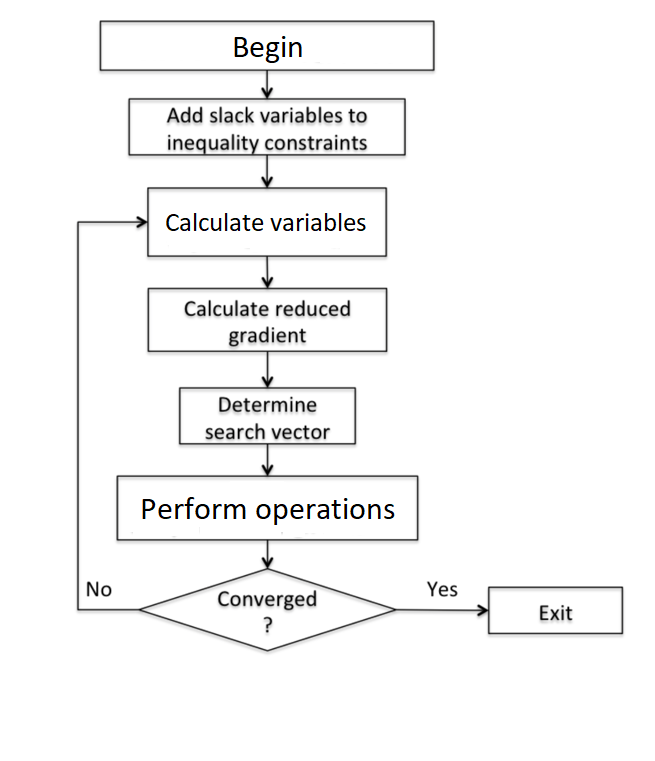 Begin
Add slack variables to
inequality constraints
Calculate variables
Calculate reduced
gradient
Determine
search vector
Perform operations
No
Converged
?
Yes
Exit